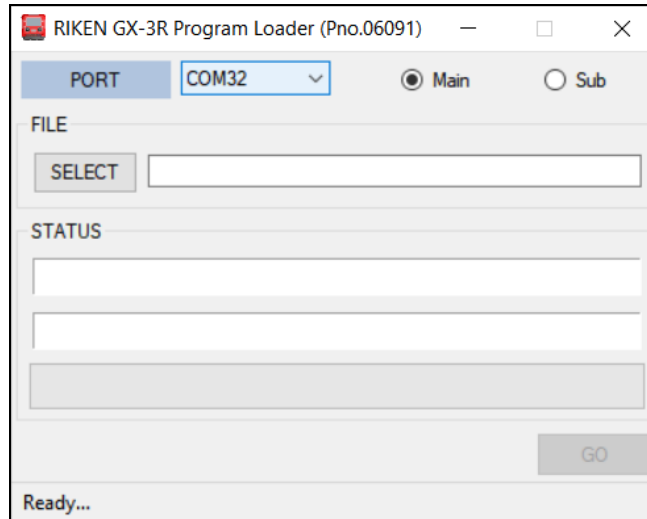 RIKEN GX-3R Program Loader (Pno.06091)
PORT COM32 Main Sub
FILE
SELECT
STATUS
GO
Ready...